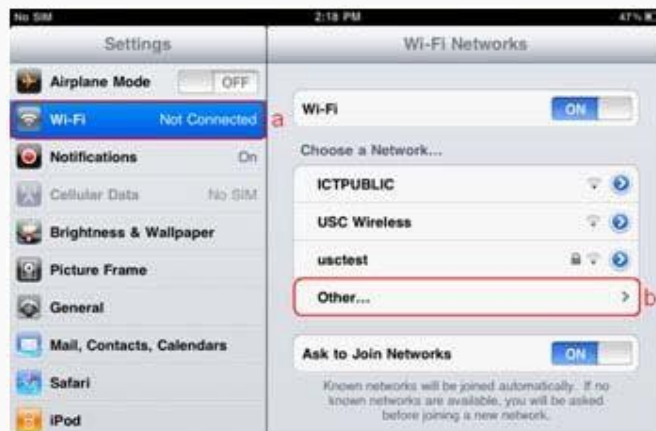 No SIM 2:18 PM 47%
Settings
Wi-Fi Networks
Airplane Mode OFF
Wi-Fi Not Connected a
Notifications On
Cellular Data No SIM
Brightness & Wallpaper
Picture Frame
General
Mail, Contacts, Calendars
Safari
iPod
Wi-Fi ON
Choose a Network...
ICTPUBLIC
USC Wireless
usctest
Other... b
Ask to Join Networks ON
Known networks will be joined automatically. If no
known networks are available, you will be asked
before joining a new network.